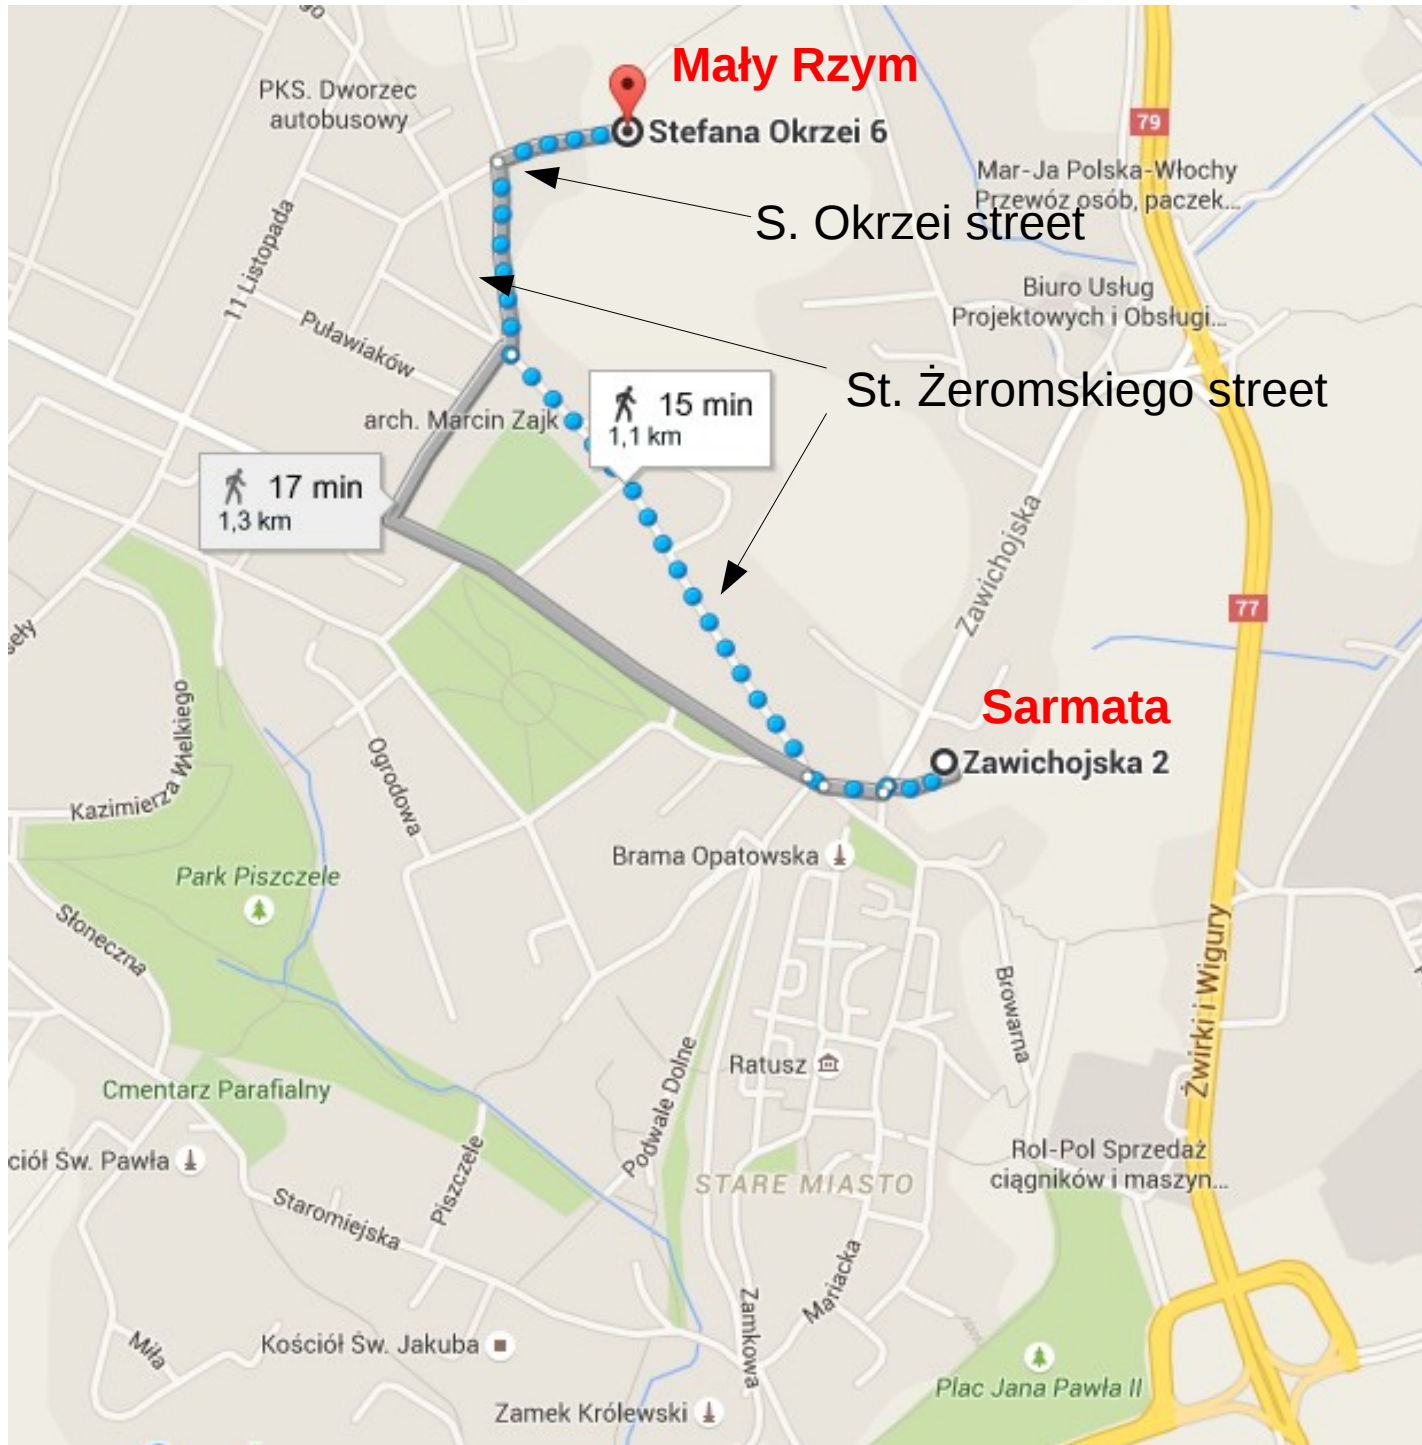 Mały Rzym
PKS. Dworzec
autobusowy
Stefana Okrzei 6
79
Mar-Ja Polska-Włochy
Przewóz osób, paczek...
S. Okrzei street
11 Listopada
Biuro Usług
Projektowych i Obsługi...
Puławiaków
St. Żeromskiego street
arch. Marcin Zajk
15 min
1,1 km
17 min
1,3 km
Zawichojska
77
Sarmata
Zawichojska 2
Kazimierza Wielkiego
Ogrodowa
Brama Opatowska
Park Piszczele
Słoneczna
Żwirki i Wigury
Browarna
Podwale Dolne
Ratusz
Cmentarz Parafialny
ciół Św. Pawła
Piszczele
STARE MIASTO
Rol-Pol Sprzedaż
ciągników i maszyn...
Staromiejska
Mariacka
Zamkowa
Miła
Kościół Św. Jakuba
Plac Jana Pawła II
Zamek Królewski